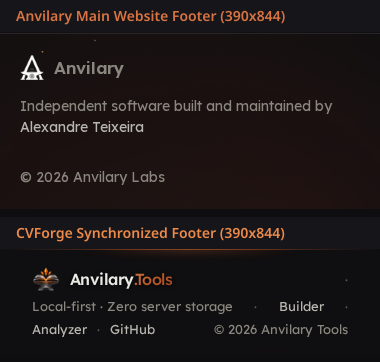 Anvilary Main Website Footer (390x844)
Anvilary
Independent software built and maintained by
Alexandre Teixeira
© 2026 Anvilary Labs
CVForge Synchronized Footer (390x844)
Anvilary.Tools ·
Local-first · Zero server storage · Builder ·
Analyzer · GitHub © 2026 Anvilary Tools